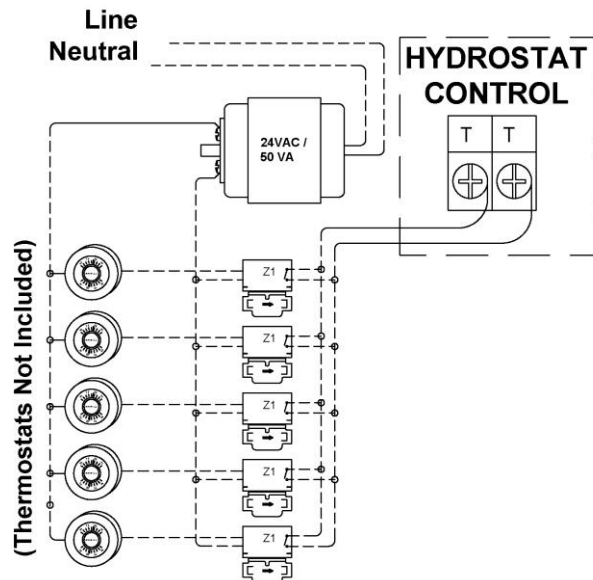 Line
Neutral
HYDROSTAT
CONTROL
24VAC /
50 VA
T T
(Thermostats Not Included)
Z1
Z1
Z1
Z1
Z1